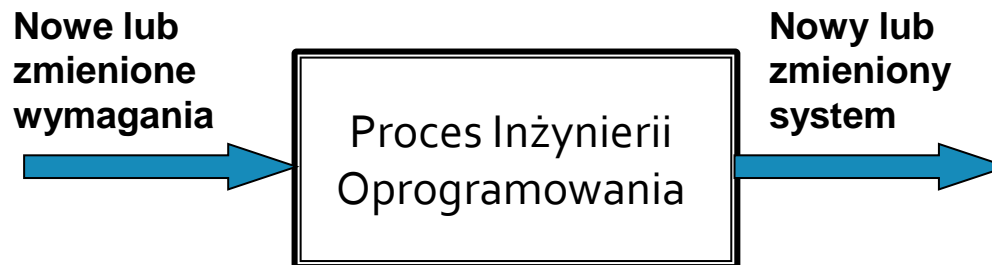 Nowe lub
zmienione
wymagania
Proces Inżynierii
Oprogramowania
Nowy lub
zmieniony
system